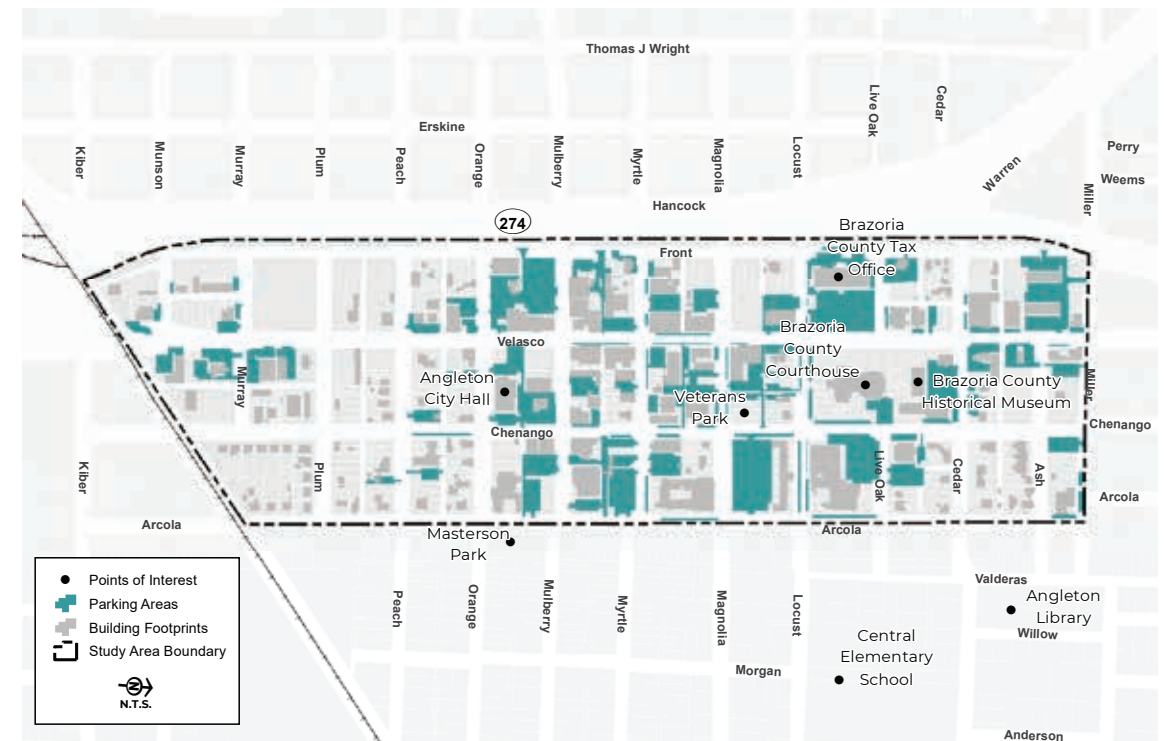 Thomas J Wright
Erskine
Live Oak
Cedar
Kiber
Munson
Murray
Plum
Peach
Orange
Mulberry
Myrtle
Magnolia
Locust
Warren
Perry
Weems
Miller
Hancock
274
Front
Brazoria
County Tax
Office
Velasco
Brazoria
County
Courthouse
Murray
Angleton
City Hall
Veterans
Park
Brazoria County
Historical Museum
Miller
Chenango
Chenango
Kiber
Plum
Live Oak
Cedar
Ash
Arcola
Arcola
Arcola
Masterson
Park
Points of Interest
Parking Areas
Building Footprints
Study Area Boundary
N
N.T.S.
Peach
Orange
Mulberry
Myrtle
Magnolia
Locust
Valderas
Angleton
Library
Willow
Central
Elementary
School
Morgan
Anderson